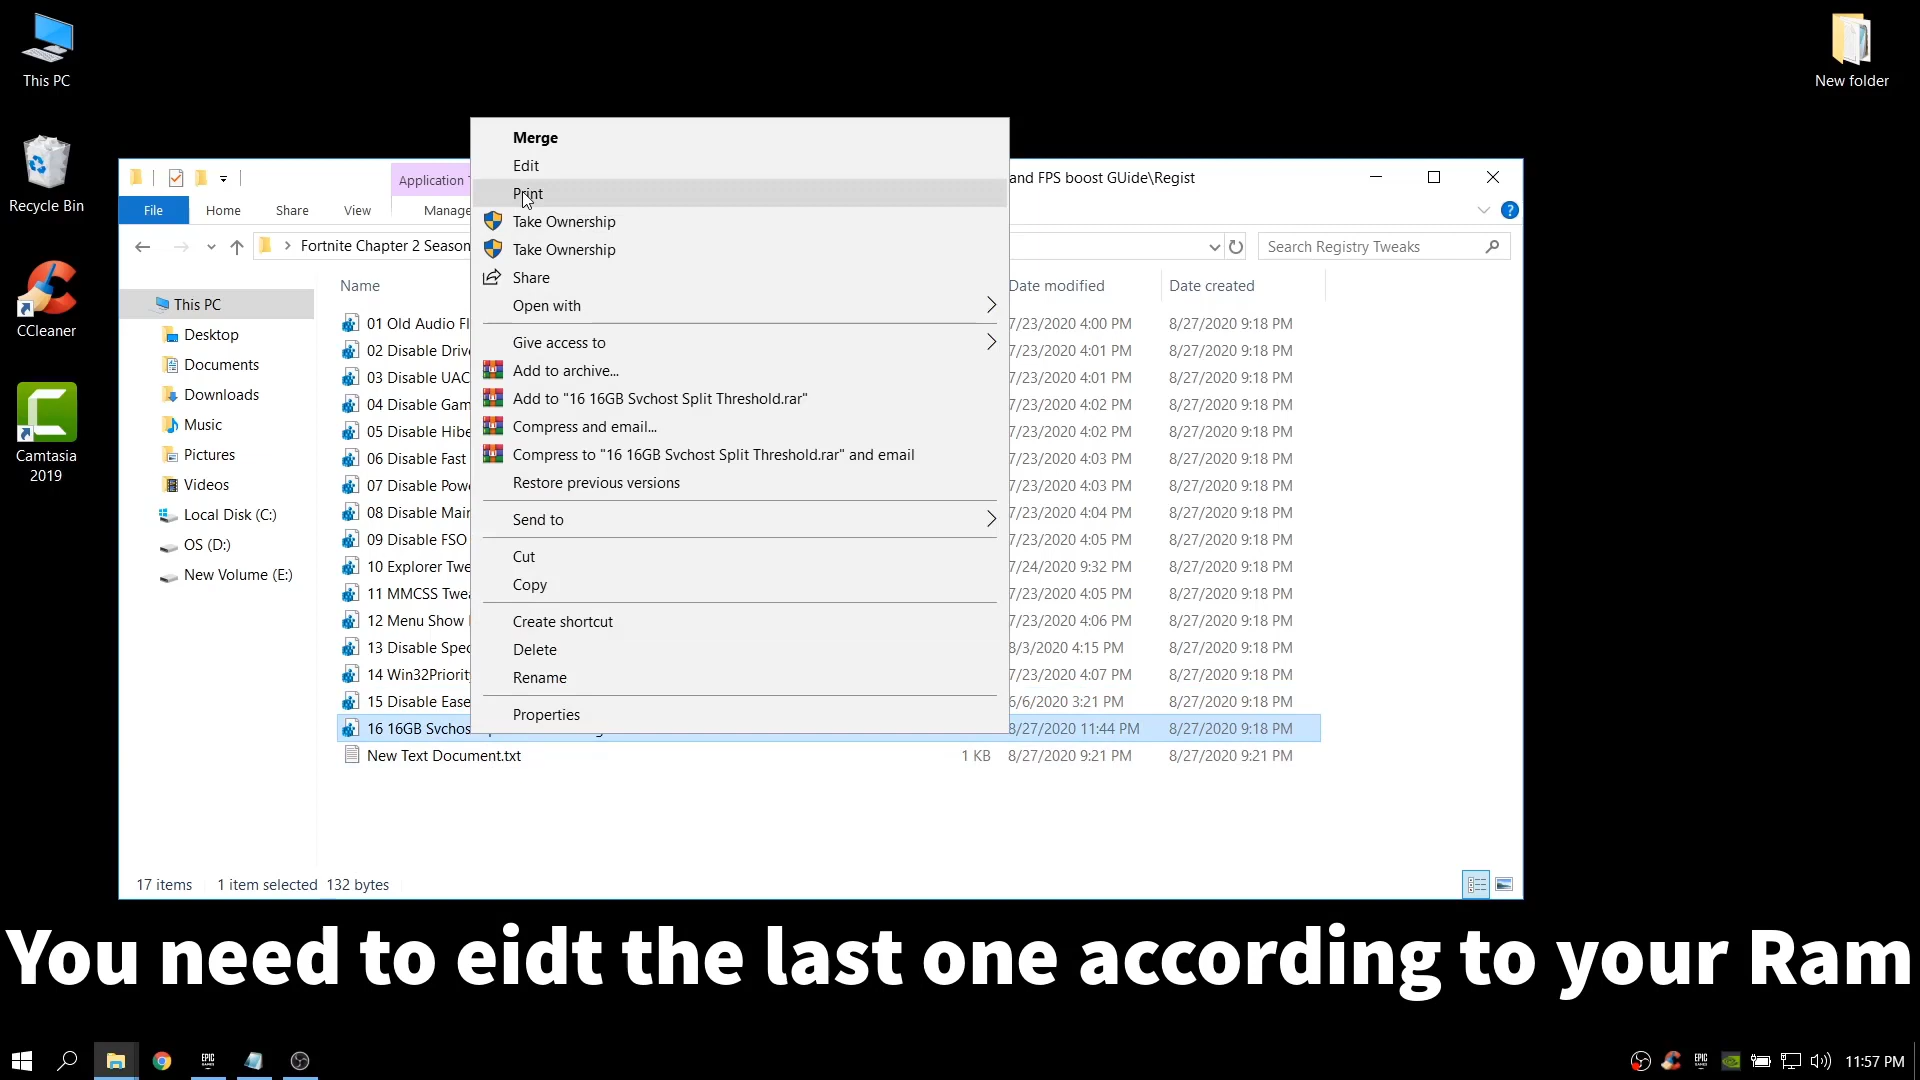 This PC
Recycle Bin
CCleaner
Camtasia
2019
New folder
Application
and FPS boost GUide\Regist
File
Home
Share
View
Manage
Fortnite Chapter 2 Season
Search Registry Tweaks
This PC
Desktop
Documents
Downloads
Music
Pictures
Videos
Local Disk (C:)
OS (D:)
New Volume (E:)
Name
Date modified
Date created
01 Old Audio Fl 7/23/2020 4:00 PM 8/27/2020 9:18 PM
02 Disable Drive 7/23/2020 4:01 PM 8/27/2020 9:18 PM
03 Disable UAC 7/23/2020 4:01 PM 8/27/2020 9:18 PM
04 Disable Gam 7/23/2020 4:02 PM 8/27/2020 9:18 PM
05 Disable Hibe 7/23/2020 4:02 PM 8/27/2020 9:18 PM
06 Disable Fast 7/23/2020 4:03 PM 8/27/2020 9:18 PM
07 Disable Powe 7/23/2020 4:03 PM 8/27/2020 9:18 PM
08 Disable Main 7/23/2020 4:04 PM 8/27/2020 9:18 PM
09 Disable FSO 7/23/2020 4:05 PM 8/27/2020 9:18 PM
10 Explorer Twe 7/24/2020 9:32 PM 8/27/2020 9:18 PM
11 MMCSS Twea 7/23/2020 4:05 PM 8/27/2020 9:18 PM
12 Menu Show 7/23/2020 4:06 PM 8/27/2020 9:18 PM
13 Disable Spec 8/3/2020 4:15 PM 8/27/2020 9:18 PM
14 Win32Priority 7/23/2020 4:07 PM 8/27/2020 9:18 PM
15 Disable Ease 6/6/2020 3:21 PM 8/27/2020 9:18 PM
16 16GB Svchos 8/27/2020 11:44 PM 8/27/2020 9:18 PM
New Text Document.txt 1 KB 8/27/2020 9:21 PM 8/27/2020 9:21 PM
Merge
Edit
Print
Take Ownership
Take Ownership
Share
Open with
Give access to
Add to archive...
Add to "16 16GB Svchost Split Threshold.rar"
Compress and email...
Compress to "16 16GB Svchost Split Threshold.rar" and email
Restore previous versions
Send to
Cut
Copy
Create shortcut
Delete
Rename
Properties
17 items 1 item selected 132 bytes
You need to eidt the last one according to your Ram
EPIC
GAMES
EPIC
GAMES
11:57 PM